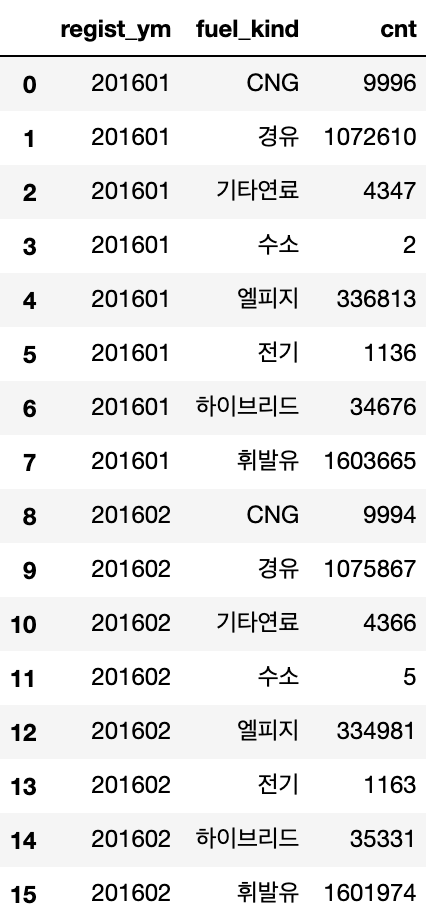 regist_ym fuel_kind cnt
0 201601 CNG 9996
1 201601 경유 1072610
2 201601 기타연료 4347
3 201601 수소 2
4 201601 엘피지 336813
5 201601 전기 1136
6 201601 하이브리드 34676
7 201601 휘발유 1603665
8 201602 CNG 9994
9 201602 경유 1075867
10 201602 기타연료 4366
11 201602 수소 5
12 201602 엘피지 334981
13 201602 전기 1163
14 201602 하이브리드 35331
15 201602 휘발유 1601974